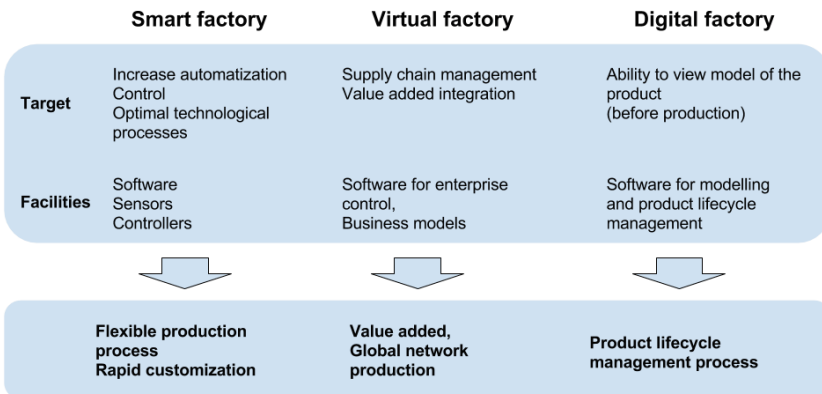 Smart factory
Virtual factory
Digital factory
Target
Increase automatization
Control
Optimal technological
processes
Supply chain management
Value added integration
Ability to view model of the
product
(before production)
Facilities
Software
Sensors
Controllers
Software for enterprise
control,
Business models
Software for modelling
and product lifecycle
management
Flexible production
process
Rapid customization
Value added,
Global network
production
Product lifecycle
management process